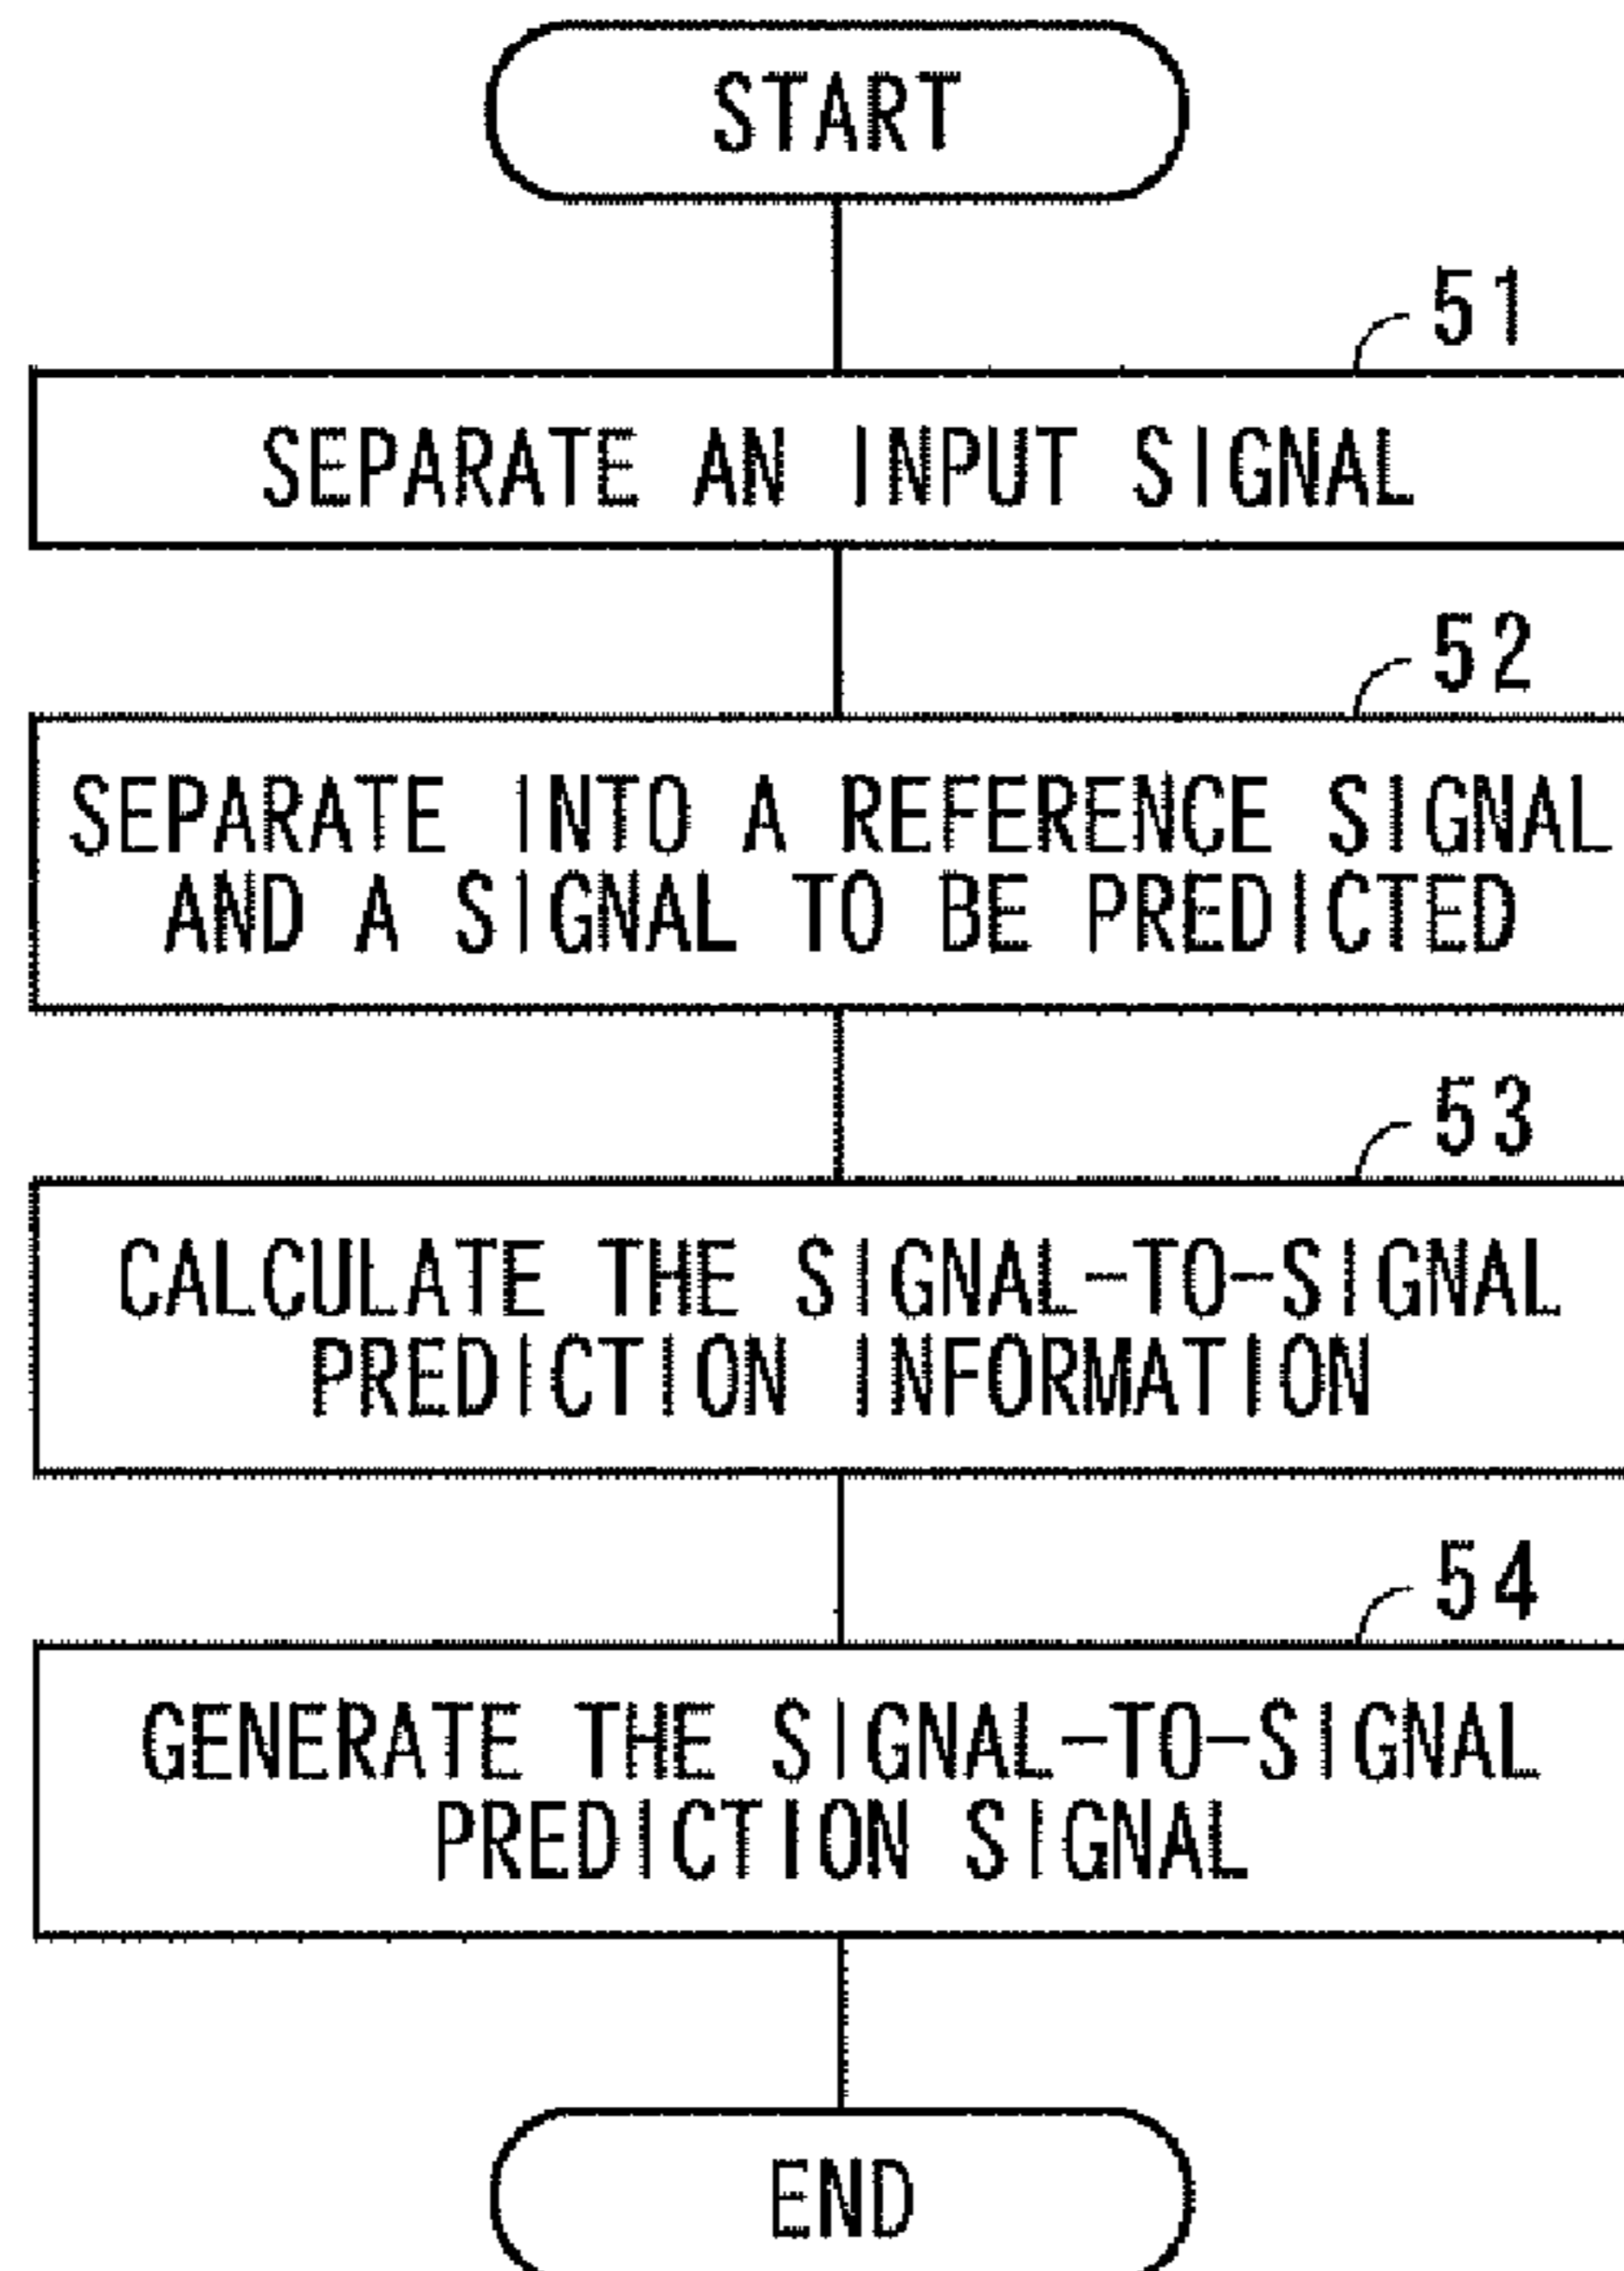 START
51
SEPARATE AN INPUT SIGNAL
52
SEPARATE INTO A REFERENCE SIGNAL
AND A SIGNAL TO BE PREDICTED
53
CALCULATE THE SIGNAL-TO-SIGNAL
PREDICTION INFORMATION
54
GENERATE THE SIGNAL-TO-SIGNAL
PREDICTION SIGNAL
END